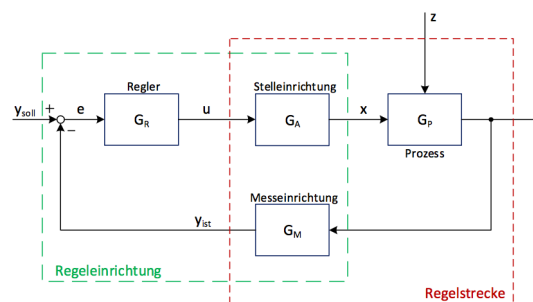 z
Regler
Stelleinrichtung
y_soll + e G_R u G_A x G_P
−
Prozess
Messeinrichtung
y_ist G_M
Regeleinrichtung
Regelstrecke